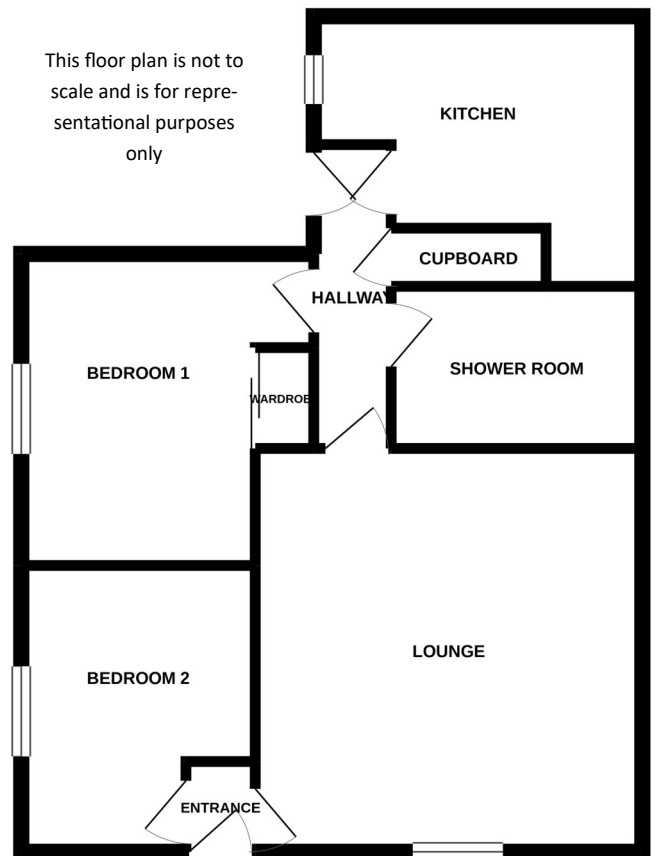 This floor plan is not to
scale and is for repre-
sentational purposes
only
KITCHEN
CUPBOARD
HALLWAY
BEDROOM 1
SHOWER ROOM
WARDROBE
LOUNGE
BEDROOM 2
ENTRANCE